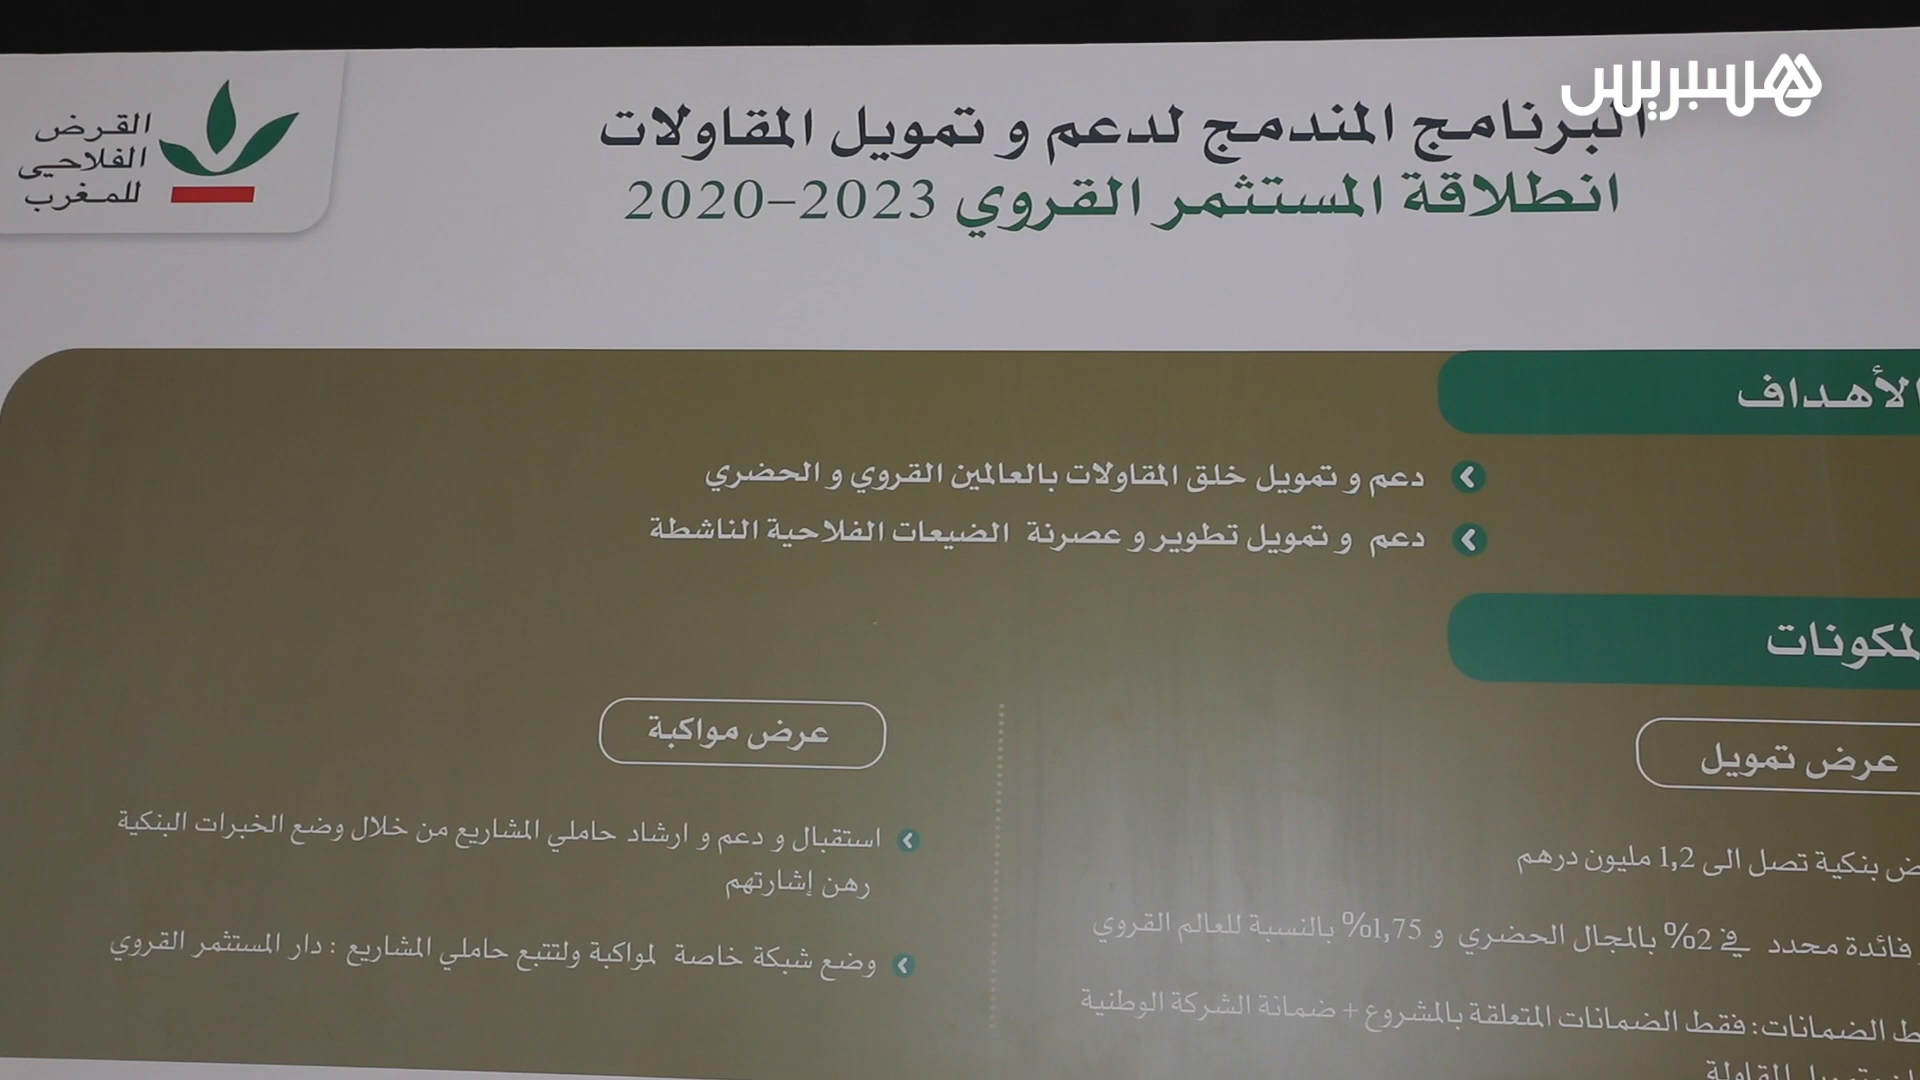 هسبريس
القرض
الفلاحي
للمغرب
البرنامج المندمج لدعم و تمويل المقاولات
انطلاقة المستثمر القروي 2023-2020
الأهداف
دعم و تمويل خلق المقاولات بالعالمين القروي و الحضري
دعم و تمويل تطوير و عصرنة الضيعات الفلاحية الناشطة
لمكونات
عرض تمويل
ض بنكية تصل الى 1,2 مليون درهم
فائدة محدد في 2% بالمجال الحضري و 1,75% بالنسبة للعالم القروي
ط الضمانات: فقط الضمانات المتعلقة بالمشروع + ضمانة الشركة الوطنية
عرض مواكبة
استقبال و دعم و ارشاد حاملي المشاريع من خلال وضع الخبرات البنكية
رهن إشارتهم
وضع شبكة خاصة لمواكبة ولتتبع حاملي المشاريع : دار المستثمر القروي